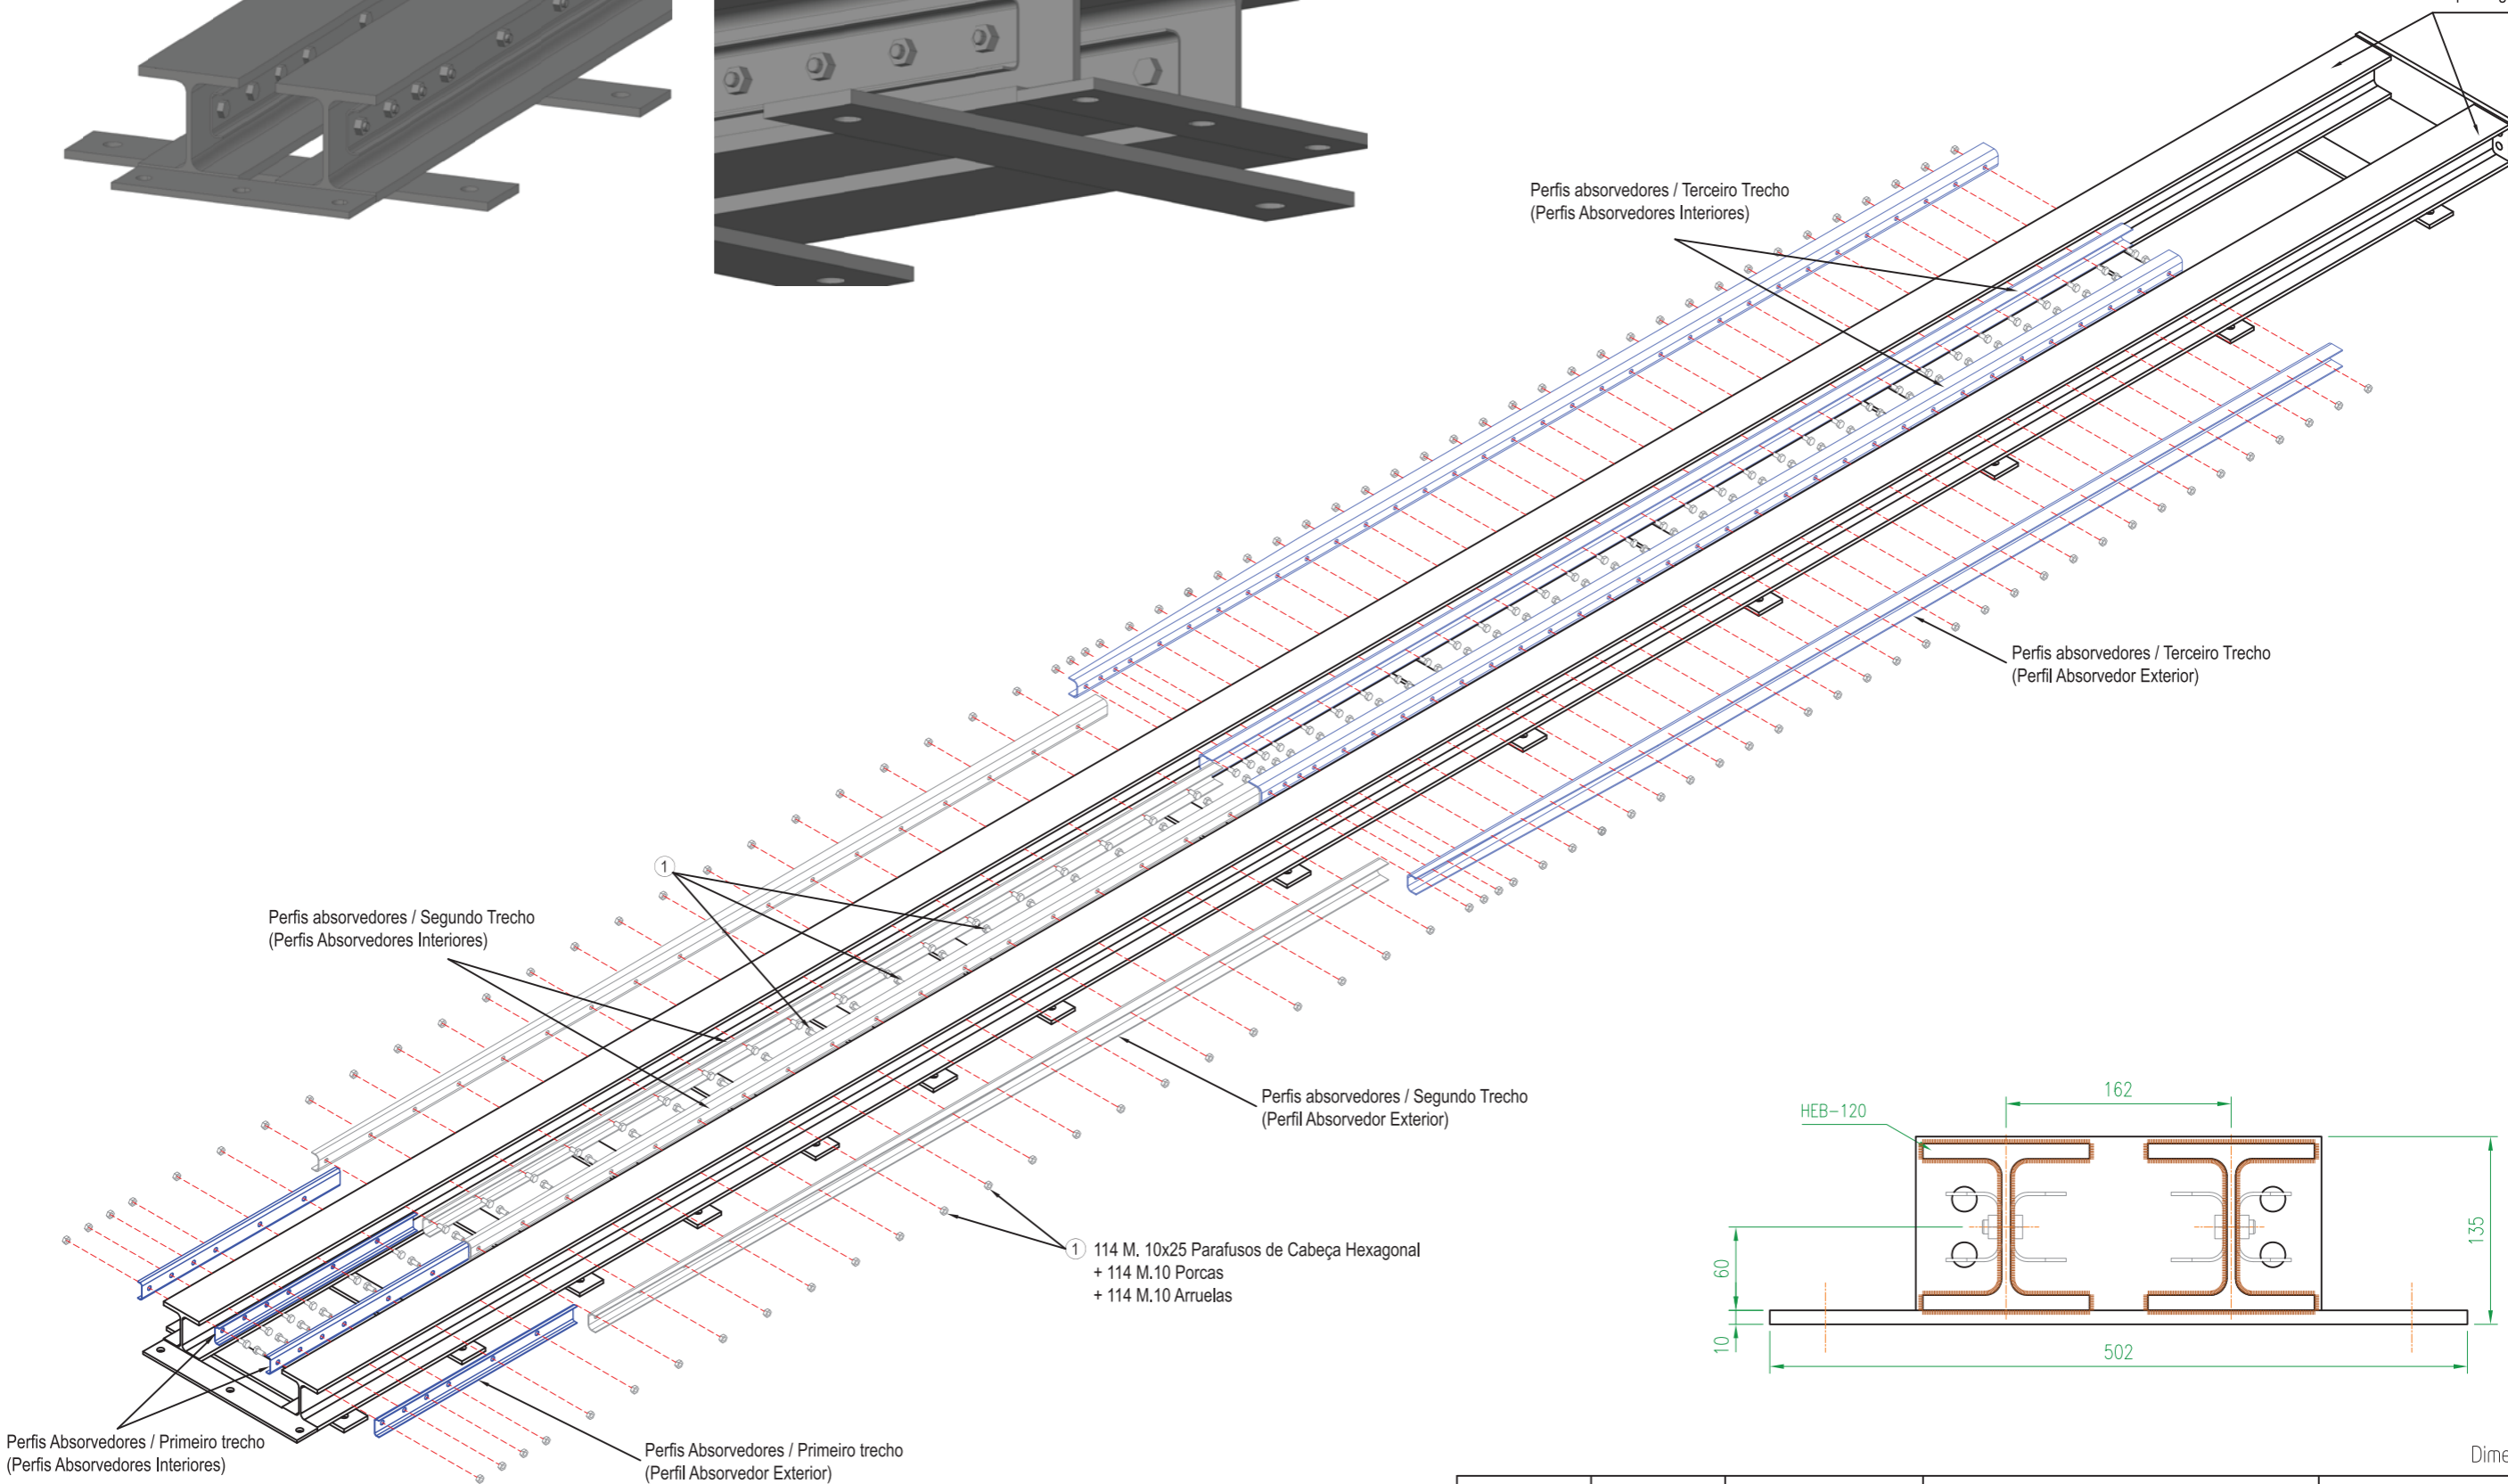 Perfis absorvedores / Terceiro Trecho
(Perfis Absorvedores Interiores)
Perfis absorvedores / Terceiro Trecho
(Perfil Absorvedor Exterior)
1
Perfis absorvedores / Segundo Trecho
(Perfis Absorvedores Interiores)
Perfis absorvedores / Segundo Trecho
(Perfil Absorvedor Exterior)
1 114 M. 10x25 Parafusos de Cabeça Hexagonal
+ 114 M.10 Porcas
+ 114 M.10 Arruelas
162
HEB-120
135
60
10
502
Perfis Absorvedores / Primeiro trecho
(Perfis Absorvedores Interiores)
Perfis Absorvedores / Primeiro trecho
(Perfil Absorvedor Exterior)